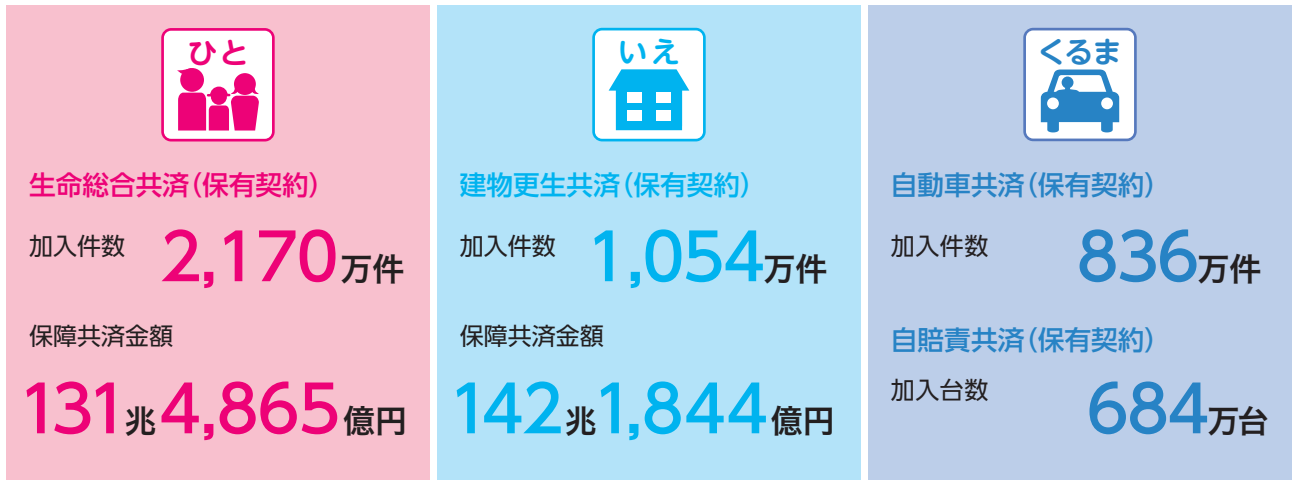 ひと
生命総合共済(保有契約)
加入件数 2,170万件
保障共済金額
131兆4,865億円
いえ
建物更生共済(保有契約)
加入件数 1,054万件
保障共済金額
142兆1,844億円
くるま
自動車共済(保有契約)
加入件数 836万件
自賠責共済(保有契約)
加入台数 684万台